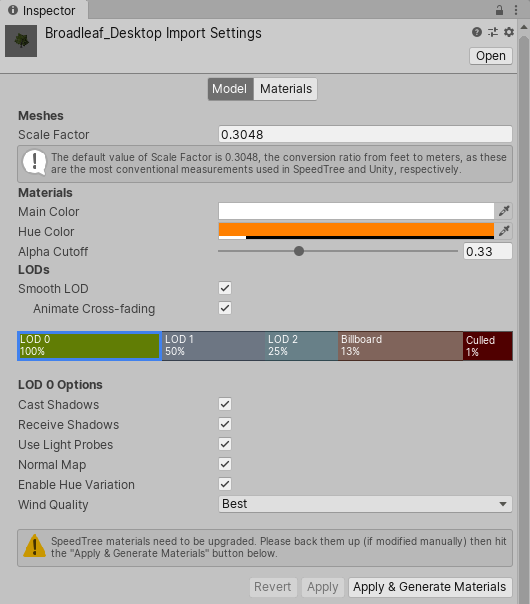 Inspector
Broadleaf_Desktop Import Settings
Open
Model Materials
Meshes
Scale Factor 0.3048
The default value of Scale Factor is 0.3048, the conversion ratio from feet to meters, as these
are the most conventional measurements used in SpeedTree and Unity, respectively.
Materials
Main Color
Hue Color
Alpha Cutoff 0.33
LODs
Smooth LOD
Animate Cross-fading
LOD 0 LOD 1 LOD 2 Billboard Culled
100% 50% 25% 13% 1%
LOD 0 Options
Cast Shadows
Receive Shadows
Use Light Probes
Normal Map
Enable Hue Variation
Wind Quality Best
SpeedTree materials need to be upgraded. Please back them up (if modified manually) then hit
the "Apply & Generate Materials" button below.
Revert Apply Apply & Generate Materials